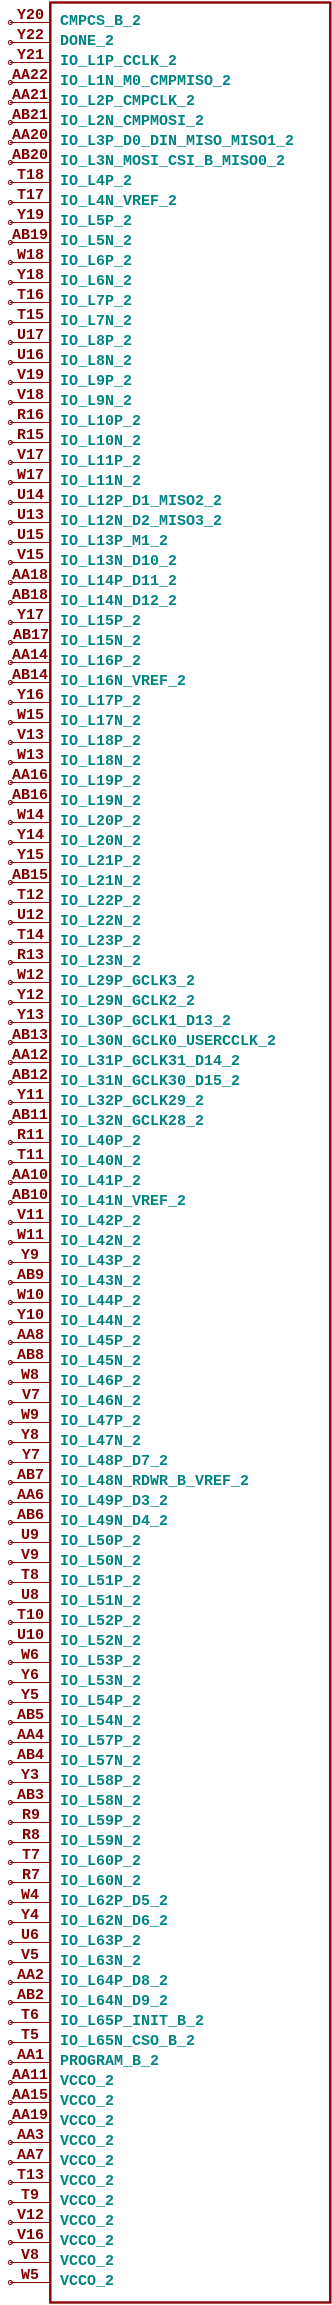 Y20 CMPCS_B_2
Y22 DONE_2
Y21 IO_L1P_CCLK_2
AA22 IO_L1N_M0_CMPMISO_2
AA21 IO_L2P_CMPCLK_2
AB21 IO_L2N_CMPMOSI_2
AA20 IO_L3P_D0_DIN_MISO_MISO1_2
AB20 IO_L3N_MOSI_CSI_B_MISO0_2
T18 IO_L4P_2
T17 IO_L4N_VREF_2
Y19 IO_L5P_2
AB19 IO_L5N_2
W18 IO_L6P_2
Y18 IO_L6N_2
T16 IO_L7P_2
T15 IO_L7N_2
U17 IO_L8P_2
U16 IO_L8N_2
V19 IO_L9P_2
V18 IO_L9N_2
R16 IO_L10P_2
R15 IO_L10N_2
V17 IO_L11P_2
W17 IO_L11N_2
U14 IO_L12P_D1_MISO2_2
U13 IO_L12N_D2_MISO3_2
U15 IO_L13P_M1_2
V15 IO_L13N_D10_2
AA18 IO_L14P_D11_2
AB18 IO_L14N_D12_2
Y17 IO_L15P_2
AB17 IO_L15N_2
AA14 IO_L16P_2
AB14 IO_L16N_VREF_2
Y16 IO_L17P_2
W15 IO_L17N_2
V13 IO_L18P_2
W13 IO_L18N_2
AA16 IO_L19P_2
AB16 IO_L19N_2
W14 IO_L20P_2
Y14 IO_L20N_2
Y15 IO_L21P_2
AB15 IO_L21N_2
T12 IO_L22P_2
U12 IO_L22N_2
T14 IO_L23P_2
R13 IO_L23N_2
W12 IO_L29P_GCLK3_2
Y12 IO_L29N_GCLK2_2
Y13 IO_L30P_GCLK1_D13_2
AB13 IO_L30N_GCLK0_USERCCLK_2
AA12 IO_L31P_GCLK31_D14_2
AB12 IO_L31N_GCLK30_D15_2
Y11 IO_L32P_GCLK29_2
AB11 IO_L32N_GCLK28_2
R11 IO_L40P_2
T11 IO_L40N_2
AA10 IO_L41P_2
AB10 IO_L41N_VREF_2
V11 IO_L42P_2
W11 IO_L42N_2
Y9 IO_L43P_2
AB9 IO_L43N_2
W10 IO_L44P_2
Y10 IO_L44N_2
AA8 IO_L45P_2
AB8 IO_L45N_2
W8 IO_L46P_2
V7 IO_L46N_2
W9 IO_L47P_2
Y8 IO_L47N_2
Y7 IO_L48P_D7_2
AB7 IO_L48N_RDWR_B_VREF_2
AA6 IO_L49P_D3_2
AB6 IO_L49N_D4_2
U9 IO_L50P_2
V9 IO_L50N_2
T8 IO_L51P_2
U8 IO_L51N_2
T10 IO_L52P_2
U10 IO_L52N_2
W6 IO_L53P_2
Y6 IO_L53N_2
Y5 IO_L54P_2
AB5 IO_L54N_2
AA4 IO_L57P_2
AB4 IO_L57N_2
Y3 IO_L58P_2
AB3 IO_L58N_2
R9 IO_L59P_2
R8 IO_L59N_2
T7 IO_L60P_2
R7 IO_L60N_2
W4 IO_L62P_D5_2
Y4 IO_L62N_D6_2
U6 IO_L63P_2
V5 IO_L63N_2
AA2 IO_L64P_D8_2
AB2 IO_L64N_D9_2
T6 IO_L65P_INIT_B_2
T5 IO_L65N_CSO_B_2
AA1 PROGRAM_B_2
AA11 VCCO_2
AA15 VCCO_2
AA19 VCCO_2
AA3 VCCO_2
AA7 VCCO_2
T13 VCCO_2
T9 VCCO_2
V12 VCCO_2
V16 VCCO_2
V8 VCCO_2
W5 VCCO_2